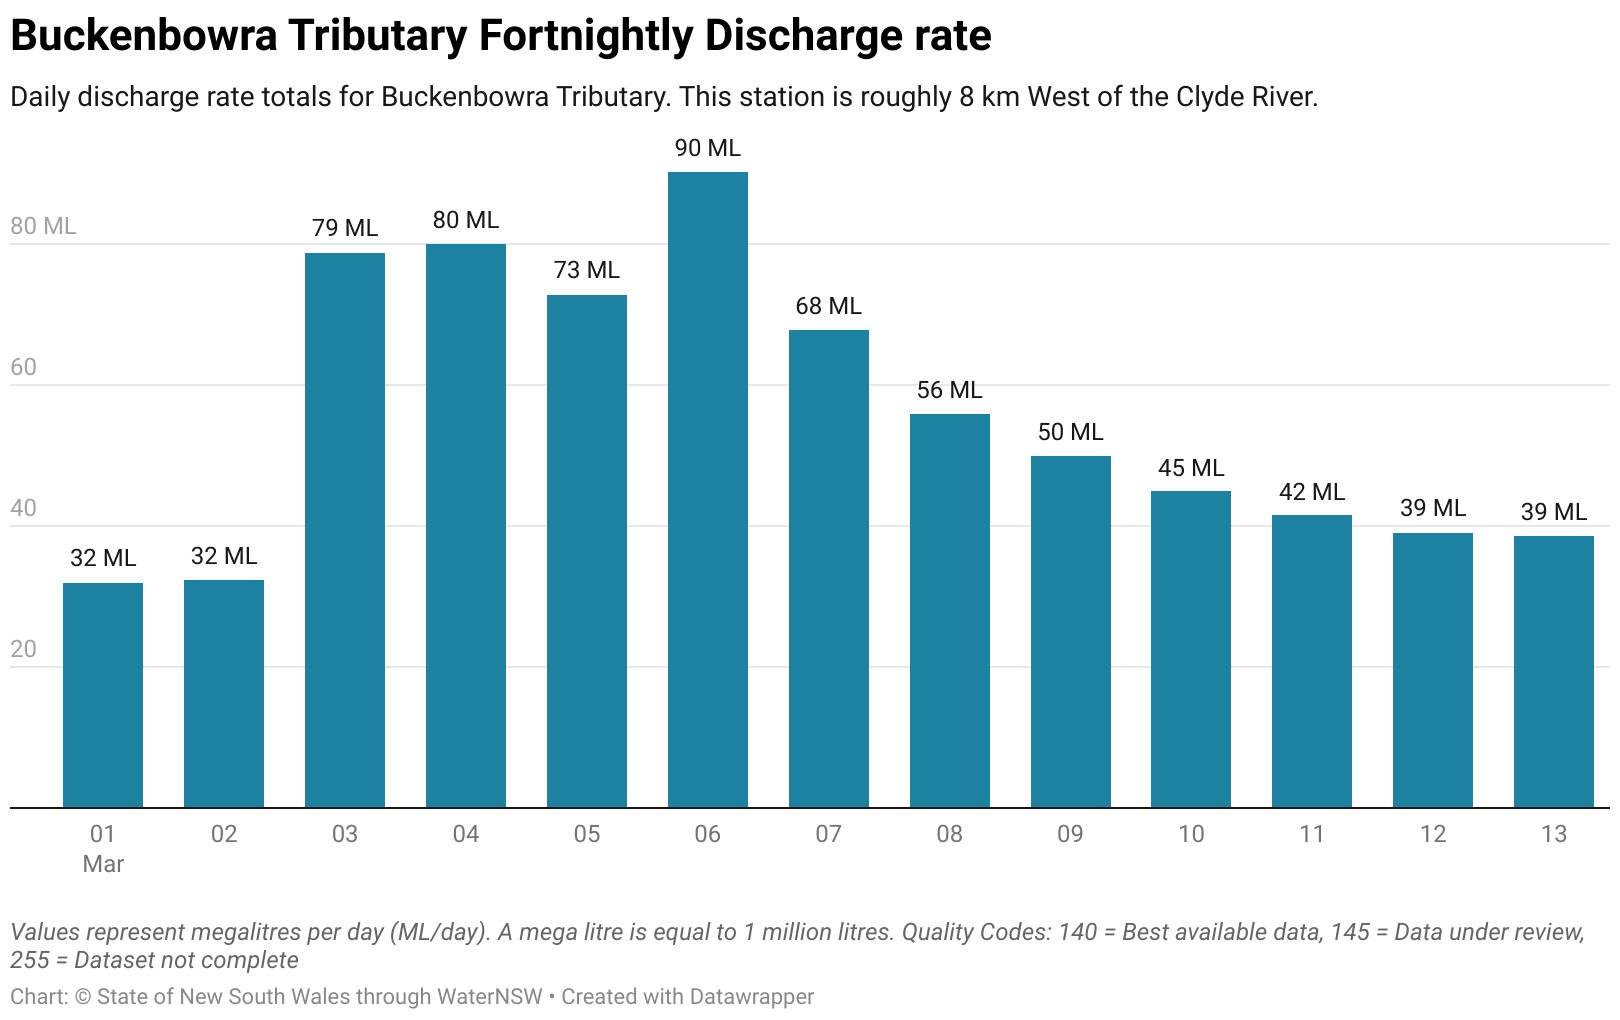 Buckenbowra Tributary Fortnightly Discharge rate
Daily discharge rate totals for Buckenbowra Tributary. This station is roughly 8 km West of the Clyde River.
90 ML
80 ML
79 ML
80 ML
73 ML
68 ML
60
56 ML
50 ML
45 ML
42 ML
39 ML
39 ML
40
32 ML
32 ML
20
01
02
03
04
05
06
07
08
09
10
11
12
13
Mar
Values represent megalitres per day (ML/day). A mega litre is equal to 1 million litres. Quality Codes: 140 = Best available data, 145 = Data under review,
255 = Dataset not complete
Chart: © State of New South Wales through WaterNSW • Created with Datawrapper